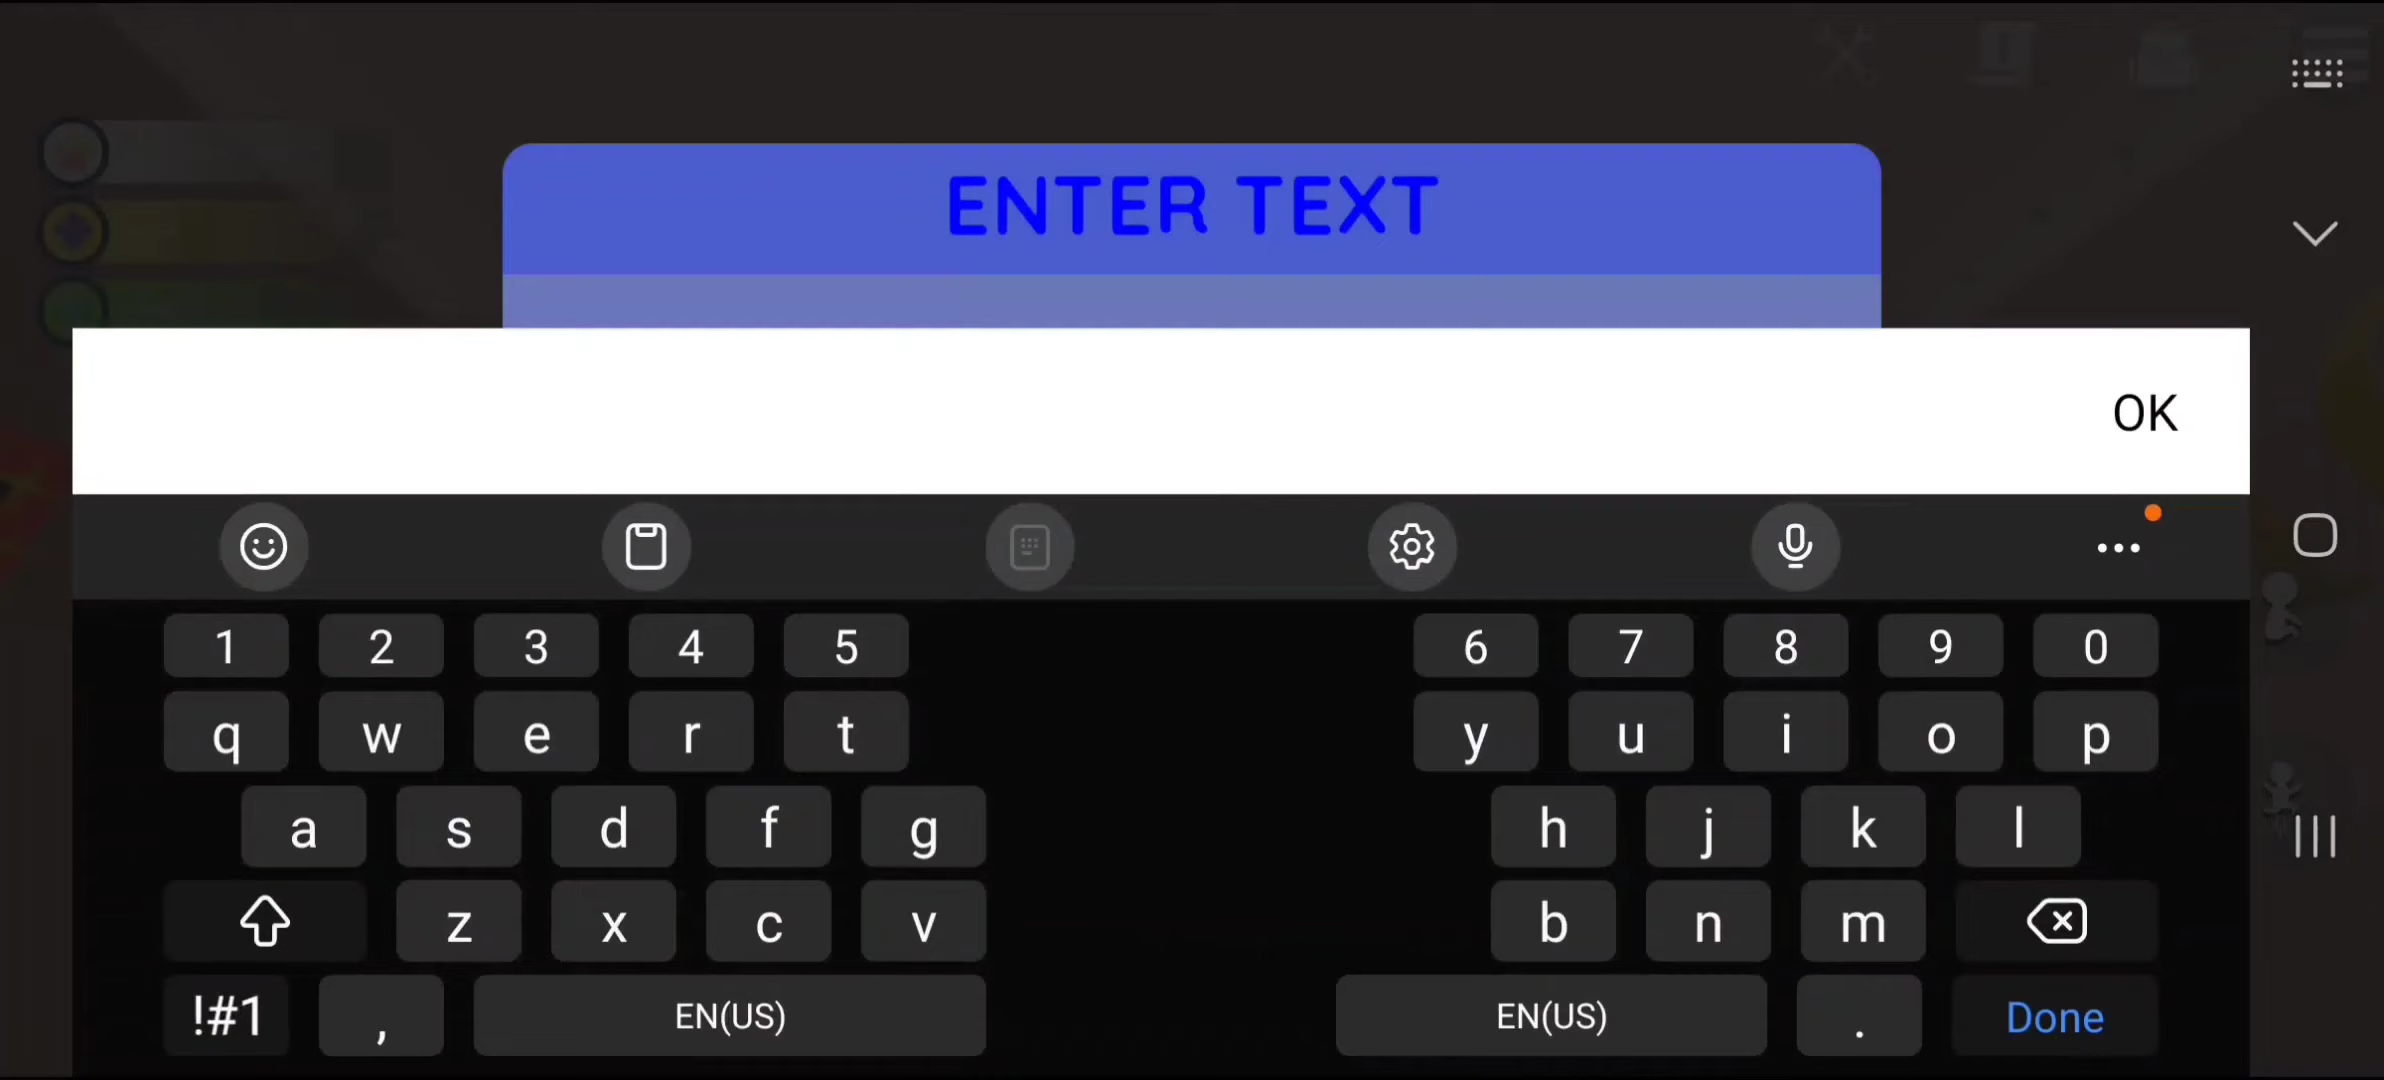 ENTER TEXT
OK
1 2 3 4 5 6 7 8 9 0
q w e r t y u i o p
a s d f g h j k l
z x c v b n m
!#1 , EN(US) EN(US) . Done